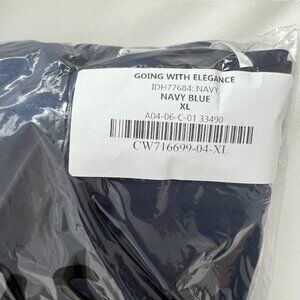 GOING WITH ELEGANCE
IDH77684: NAVY
NAVY BLUE
XL
A04-06-C-01 33490
CW716699-04-XL